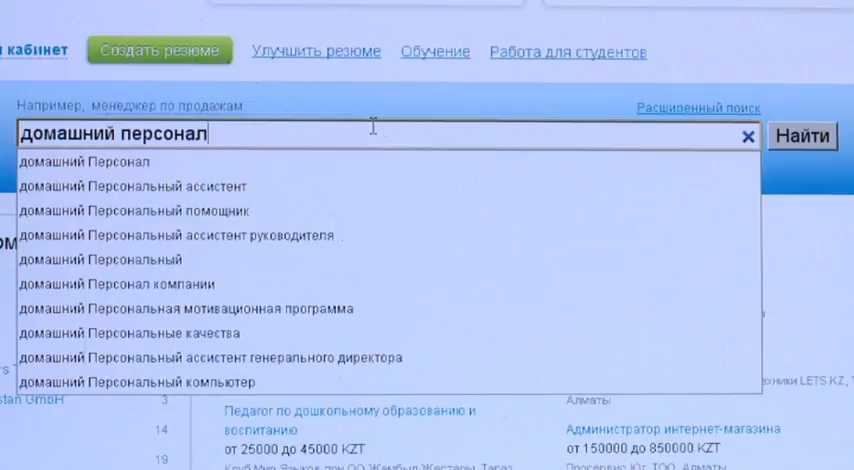 кабинет Создать резюме Улучшить резюме Обучение Работа для студентов
Например, менеджер по продажам Расширенный поиск
домашний персонал Найти
домашний Персонал
домашний Персональный ассистент
домашний Персональный помощник
домашний Персональный ассистент руководителя
домашний Персональный
домашний Персонал компании
домашний Персональная мотивационная программа
домашний Персональные качества
домашний Персональный ассистент генерального директора
домашний Персональный компьютер
LETS.KZ,
GmbH 3 Алматы
Педагог по дошкольному образованию и
воспитанию
14 Администратор интернет-магазина
от 25000 до 45000 KZT от 150000 до 850000 KZT
19